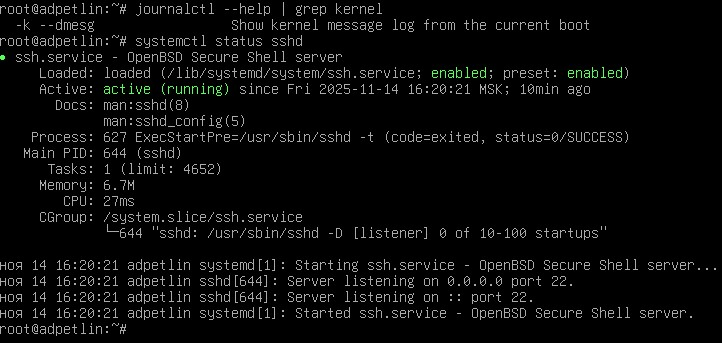 root@adpetlin:~# journalctl --help | grep kernel
  -k --dmesg                 Show kernel message log from the current boot
root@adpetlin:~# systemctl status sshd
● ssh.service - OpenBSD Secure Shell server
     Loaded: loaded (/lib/systemd/system/ssh.service; enabled; preset: enabled)
     Active: active (running) since Fri 2025-11-14 16:20:21 MSK; 10min ago
       Docs: man:sshd(8)
             man:sshd_config(5)
    Process: 627 ExecStartPre=/usr/sbin/sshd -t (code=exited, status=0/SUCCESS)
   Main PID: 644 (sshd)
      Tasks: 1 (limit: 4652)
     Memory: 6.7M
        CPU: 27ms
     CGroup: /system.slice/ssh.service
             └─644 "sshd: /usr/sbin/sshd -D [listener] 0 of 10-100 startups"

ноя 14 16:20:21 adpetlin systemd[1]: Starting ssh.service - OpenBSD Secure Shell server...
ноя 14 16:20:21 adpetlin sshd[644]: Server listening on 0.0.0.0 port 22.
ноя 14 16:20:21 adpetlin sshd[644]: Server listening on :: port 22.
ноя 14 16:20:21 adpetlin systemd[1]: Started ssh.service - OpenBSD Secure Shell server.
root@adpetlin:~#